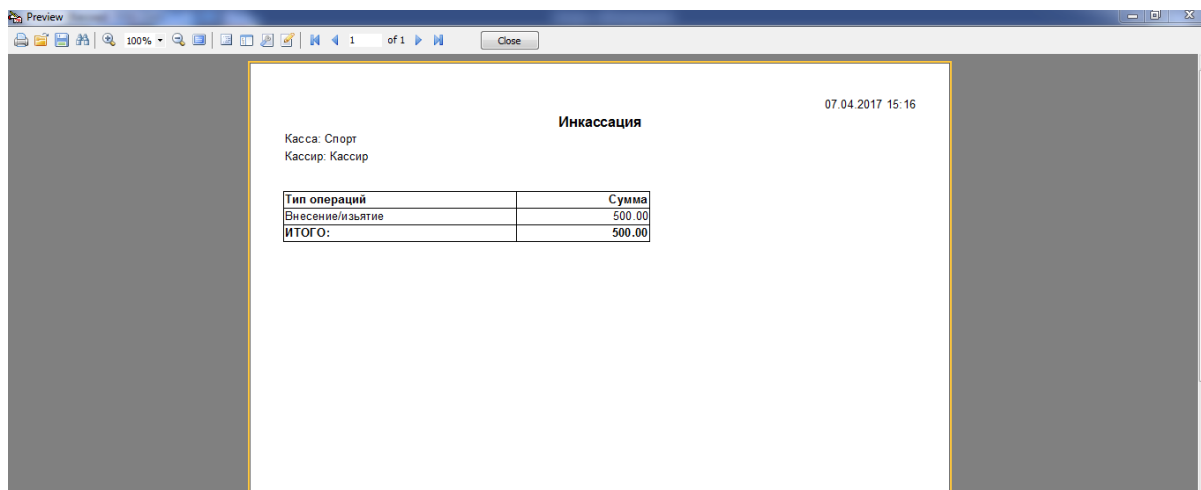 Preview
100%
1 of 1 Close
07.04.2017 15:16
Инкассация
Касса: Спорт
Кассир: Кассир
Тип операций Сумма
Внесение/изьятие 500.00
ИТОГО: 500.00